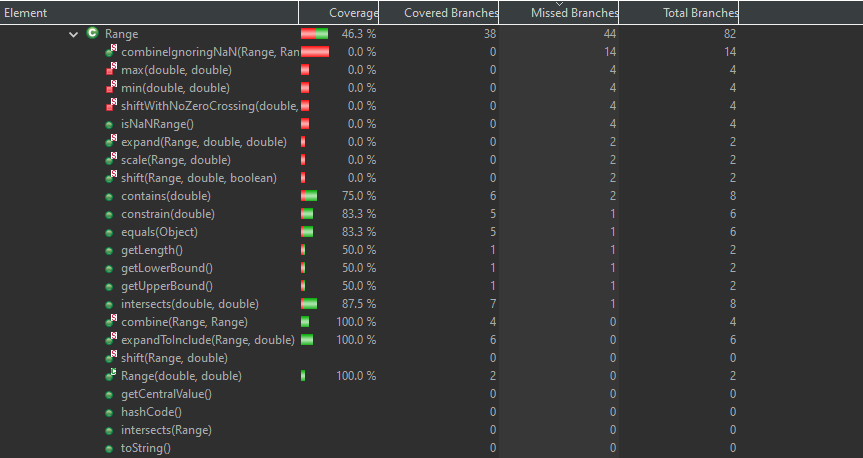 Element Coverage Covered Branches Missed Branches Total Branches
Range 46.3 % 38 44 82
combineIgnoringNaN(Range, Ran 0.0 % 0 14 14
max(double, double) 0.0 % 0 4 4
min(double, double) 0.0 % 0 4 4
shiftWithNoZeroCrossing(double, 0.0 % 0 4 4
isNaNRange() 0.0 % 0 4 4
expand(Range, double, double) 0.0 % 0 2 2
scale(Range, double) 0.0 % 0 2 2
shift(Range, double, boolean) 0.0 % 0 2 2
contains(double) 75.0 % 6 2 8
constrain(double) 83.3 % 5 1 6
equals(Object) 83.3 % 5 1 6
getLength() 50.0 % 1 1 2
getLowerBound() 50.0 % 1 1 2
getUpperBound() 50.0 % 1 1 2
intersects(double, double) 87.5 % 7 1 8
combine(Range, Range) 100.0 % 4 0 4
expandToInclude(Range, double) 100.0 % 6 0 6
shift(Range, double) 0 0 0
Range(double, double) 100.0 % 2 0 2
getCentralValue() 0 0 0
hashCode() 0 0 0
intersects(Range) 0 0 0
toString() 0 0 0